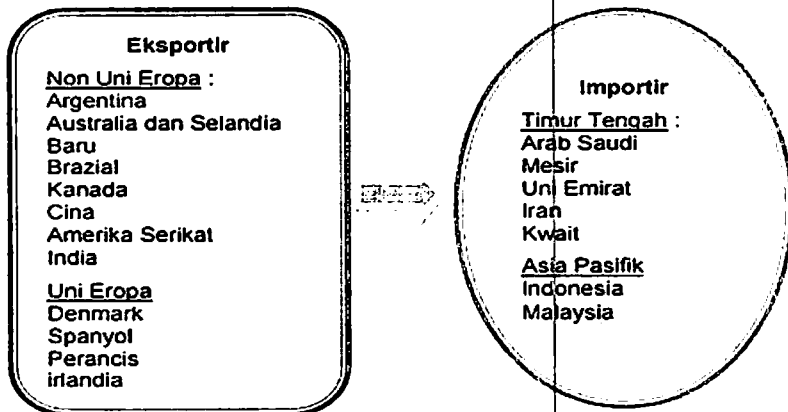 Eksportir
Non Uni Eropa :
Argentina
Australia dan Selandia
Baru
Brazial
Kanada
Cina
Amerika Serikat
India
Uni Eropa
Denmark
Spanyol
Perancis
irlandia
Importir
Timur Tengah :
Arab Saudi
Mesir
Uni Emirat
Iran
Kwait
Asia Pasifik
Indonesia
Malaysia